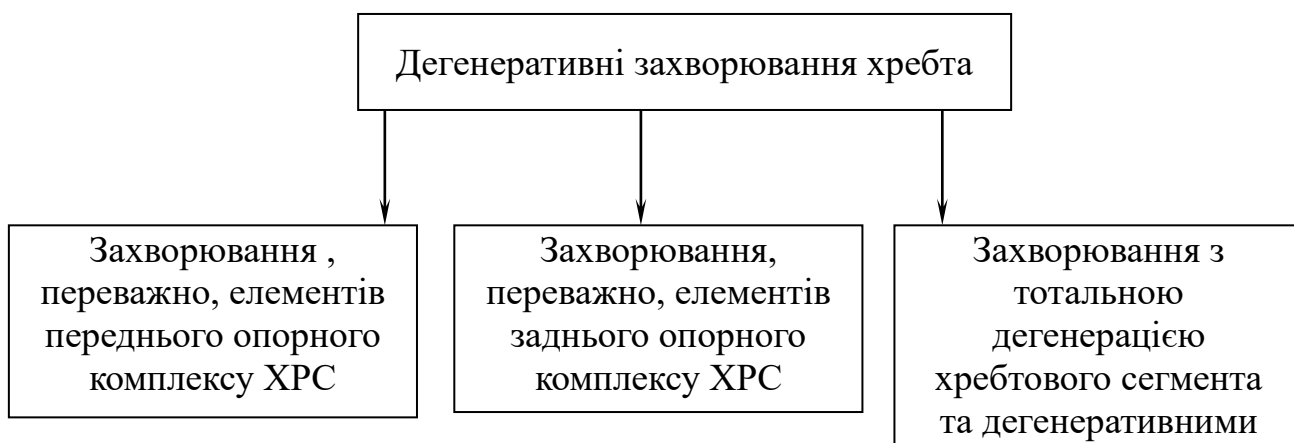 Дегенеративні захворювання хребта
Захворювання ,
переважно, елементів
переднього опорного
комплексу ХРС
Захворювання,
переважно, елементів
заднього опорного
комплексу ХРС
Захворювання з
тотальною
дегенерацією
хребтового сегмента
та дегенеративними